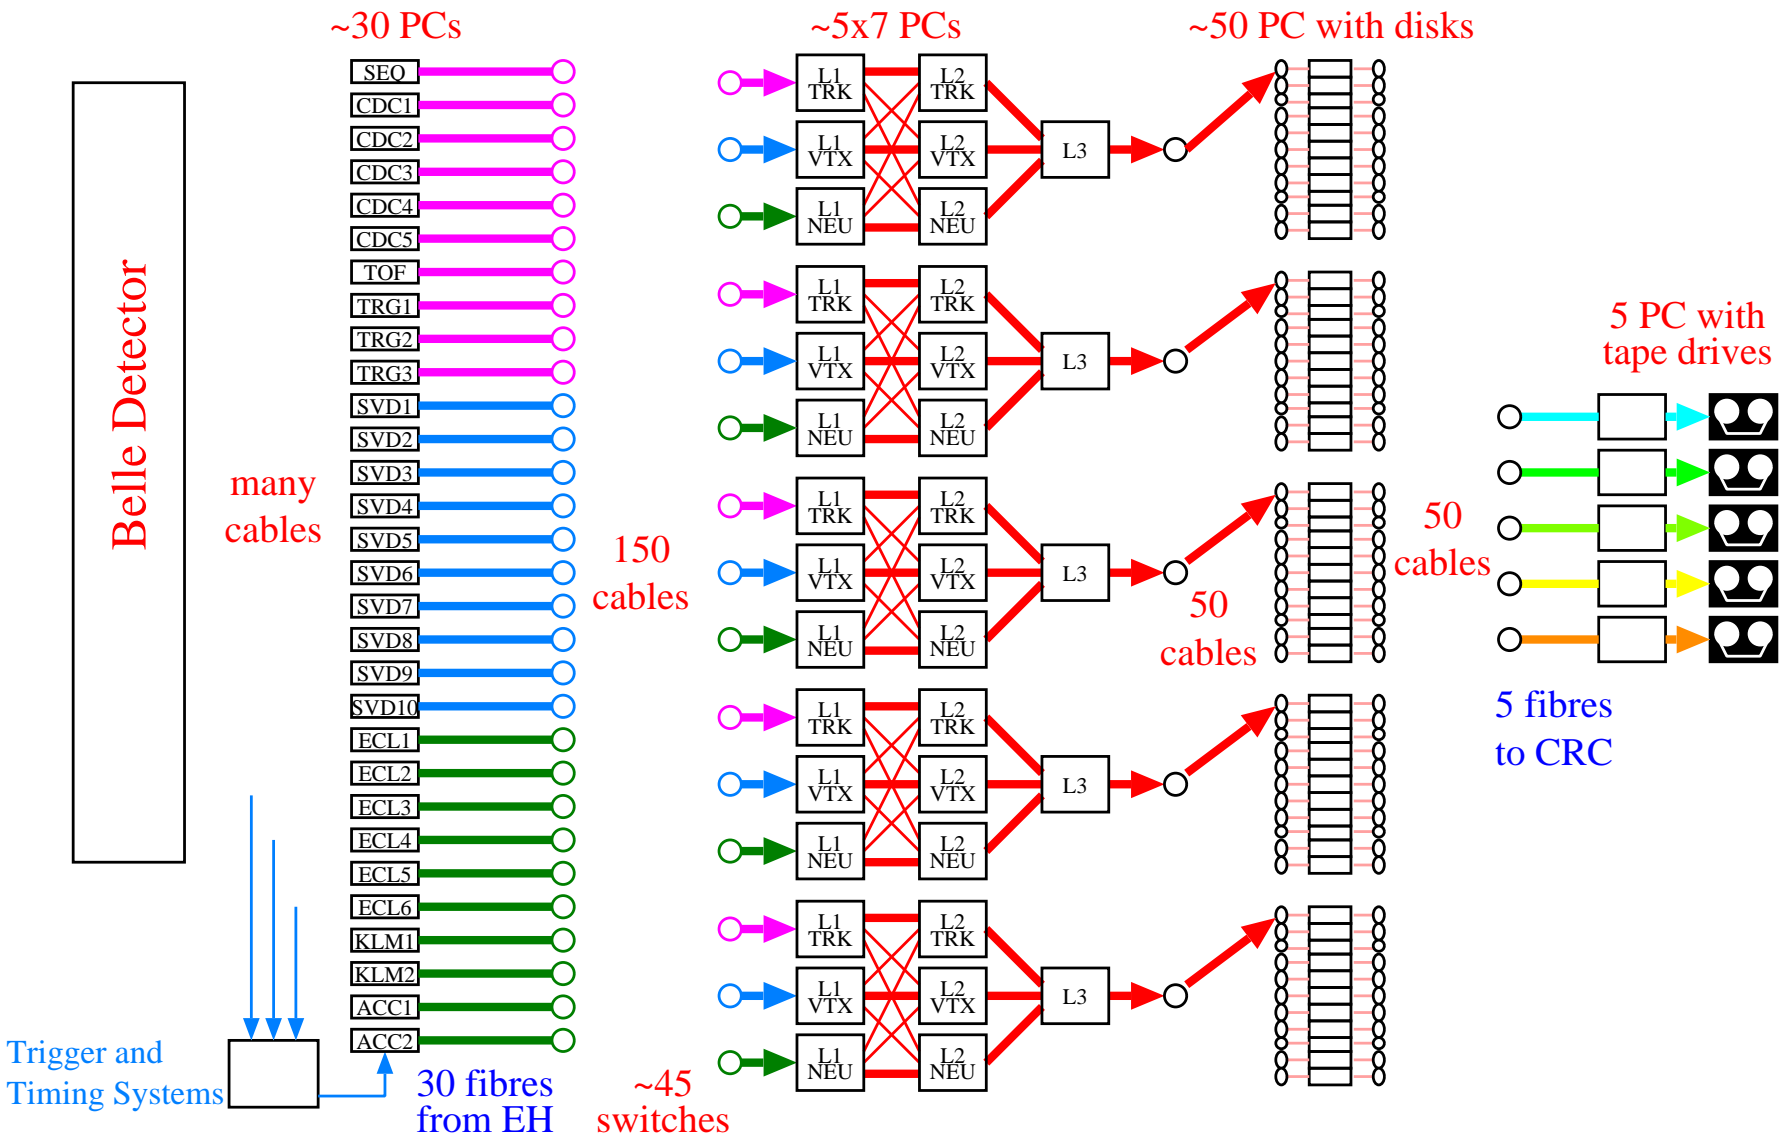 ~30 PCs
~5x7 PCs
~50 PC with disks
Belle Detector
many
cables
SEQ
CDC1
CDC2
CDC3
CDC4
CDC5
TOF
TRG1
TRG2
TRG3
SVD1
SVD2
SVD3
SVD4
SVD5
SVD6
SVD7
SVD8
SVD9
SVD10
ECL1
ECL2
ECL3
ECL4
ECL5
ECL6
KLM1
KLM2
ACC1
ACC2
Trigger and
Timing Systems
30 fibres
from EH
150
cables
~45
switches
L1
TRK
L2
TRK
L1
VTX
L2
VTX
L3
L1
NEU
L2
NEU
L1
TRK
L2
TRK
L1
VTX
L2
VTX
L3
L1
NEU
L2
NEU
L1
TRK
L2
TRK
L1
VTX
L2
VTX
L3
L1
NEU
L2
NEU
L1
TRK
L2
TRK
L1
VTX
L2
VTX
L3
L1
NEU
L2
NEU
L1
TRK
L2
TRK
L1
VTX
L2
VTX
L3
L1
NEU
L2
NEU
50
cables
50
cables
5 PC with
tape drives
5 fibres
to CRC